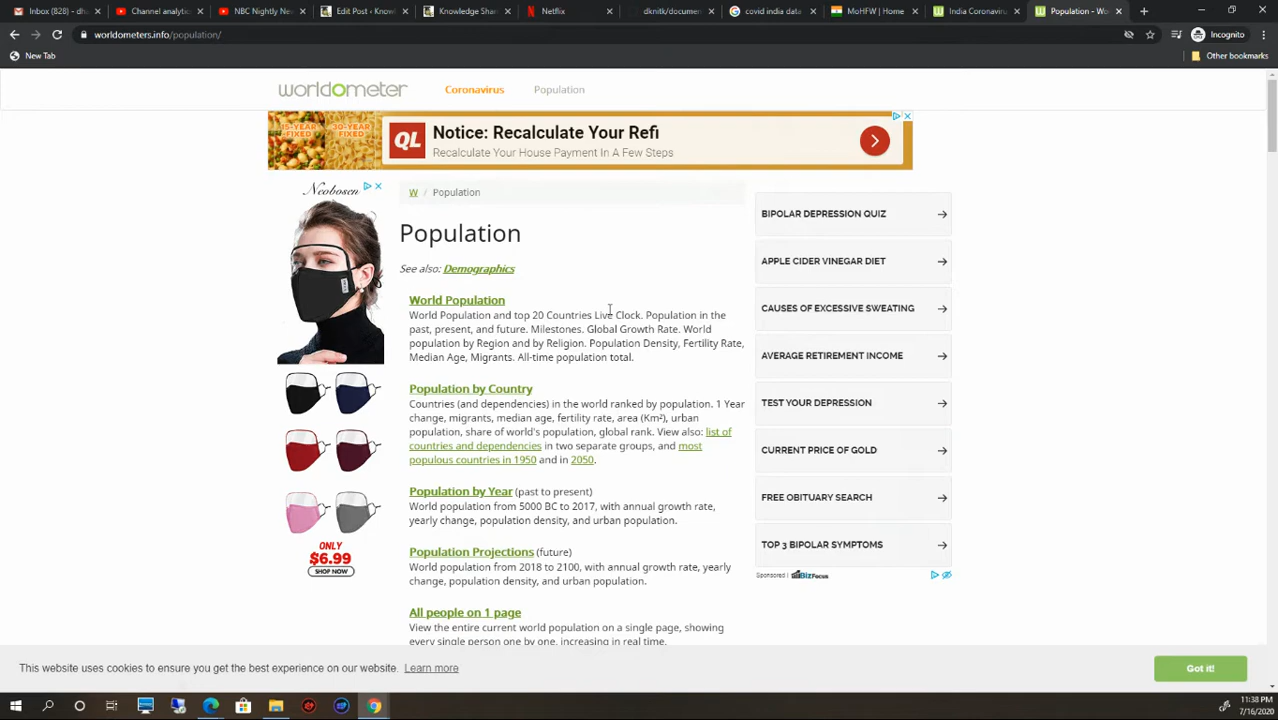 Inbox (828) - dh
Channel analytic
NBC Nightly Ne
Edit Post ‹ Know
Knowledge Shar
Netflix
dknitk/documen
covid india data
MoHFW | Home
India Coronaviru
Population - Wo
worldometers.info/population/
Incognito
New Tab
Other bookmarks
worldometer
Coronavirus
Population
15-YEAR FIXED
30-YEAR FIXED
QL
Notice: Recalculate Your Refi
Recalculate Your House Payment In A Few Steps
Neobosen
ONLY
$6.99
SHOP NOW
W / Population
Population
See also: Demographics
World Population
World Population and top 20 Countries Live Clock. Population in the
past, present, and future. Milestones. Global Growth Rate. World
population by Region and by Religion. Population Density, Fertility Rate,
Median Age, Migrants. All-time population total.
Population by Country
Countries (and dependencies) in the world ranked by population. 1 Year
change, migrants, median age, fertility rate, area (Km²), urban
population, share of world's population, global rank. View also: list of
countries and dependencies in two separate groups, and most
populous countries in 1950 and in 2050.
Population by Year (past to present)
World population from 5000 BC to 2017, with annual growth rate,
yearly change, population density, and urban population.
Population Projections (future)
World population from 2018 to 2100, with annual growth rate, yearly
change, population density, and urban population.
All people on 1 page
View the entire current world population on a single page, showing
every single person one by one, increasing in real time.
BIPOLAR DEPRESSION QUIZ
APPLE CIDER VINEGAR DIET
CAUSES OF EXCESSIVE SWEATING
AVERAGE RETIREMENT INCOME
TEST YOUR DEPRESSION
CURRENT PRICE OF GOLD
FREE OBITUARY SEARCH
TOP 3 BIPOLAR SYMPTOMS
Sponsored | BizFocus
This website uses cookies to ensure you get the best experience on our website. Learn more
Got it!
11:38 PM
7/16/2020